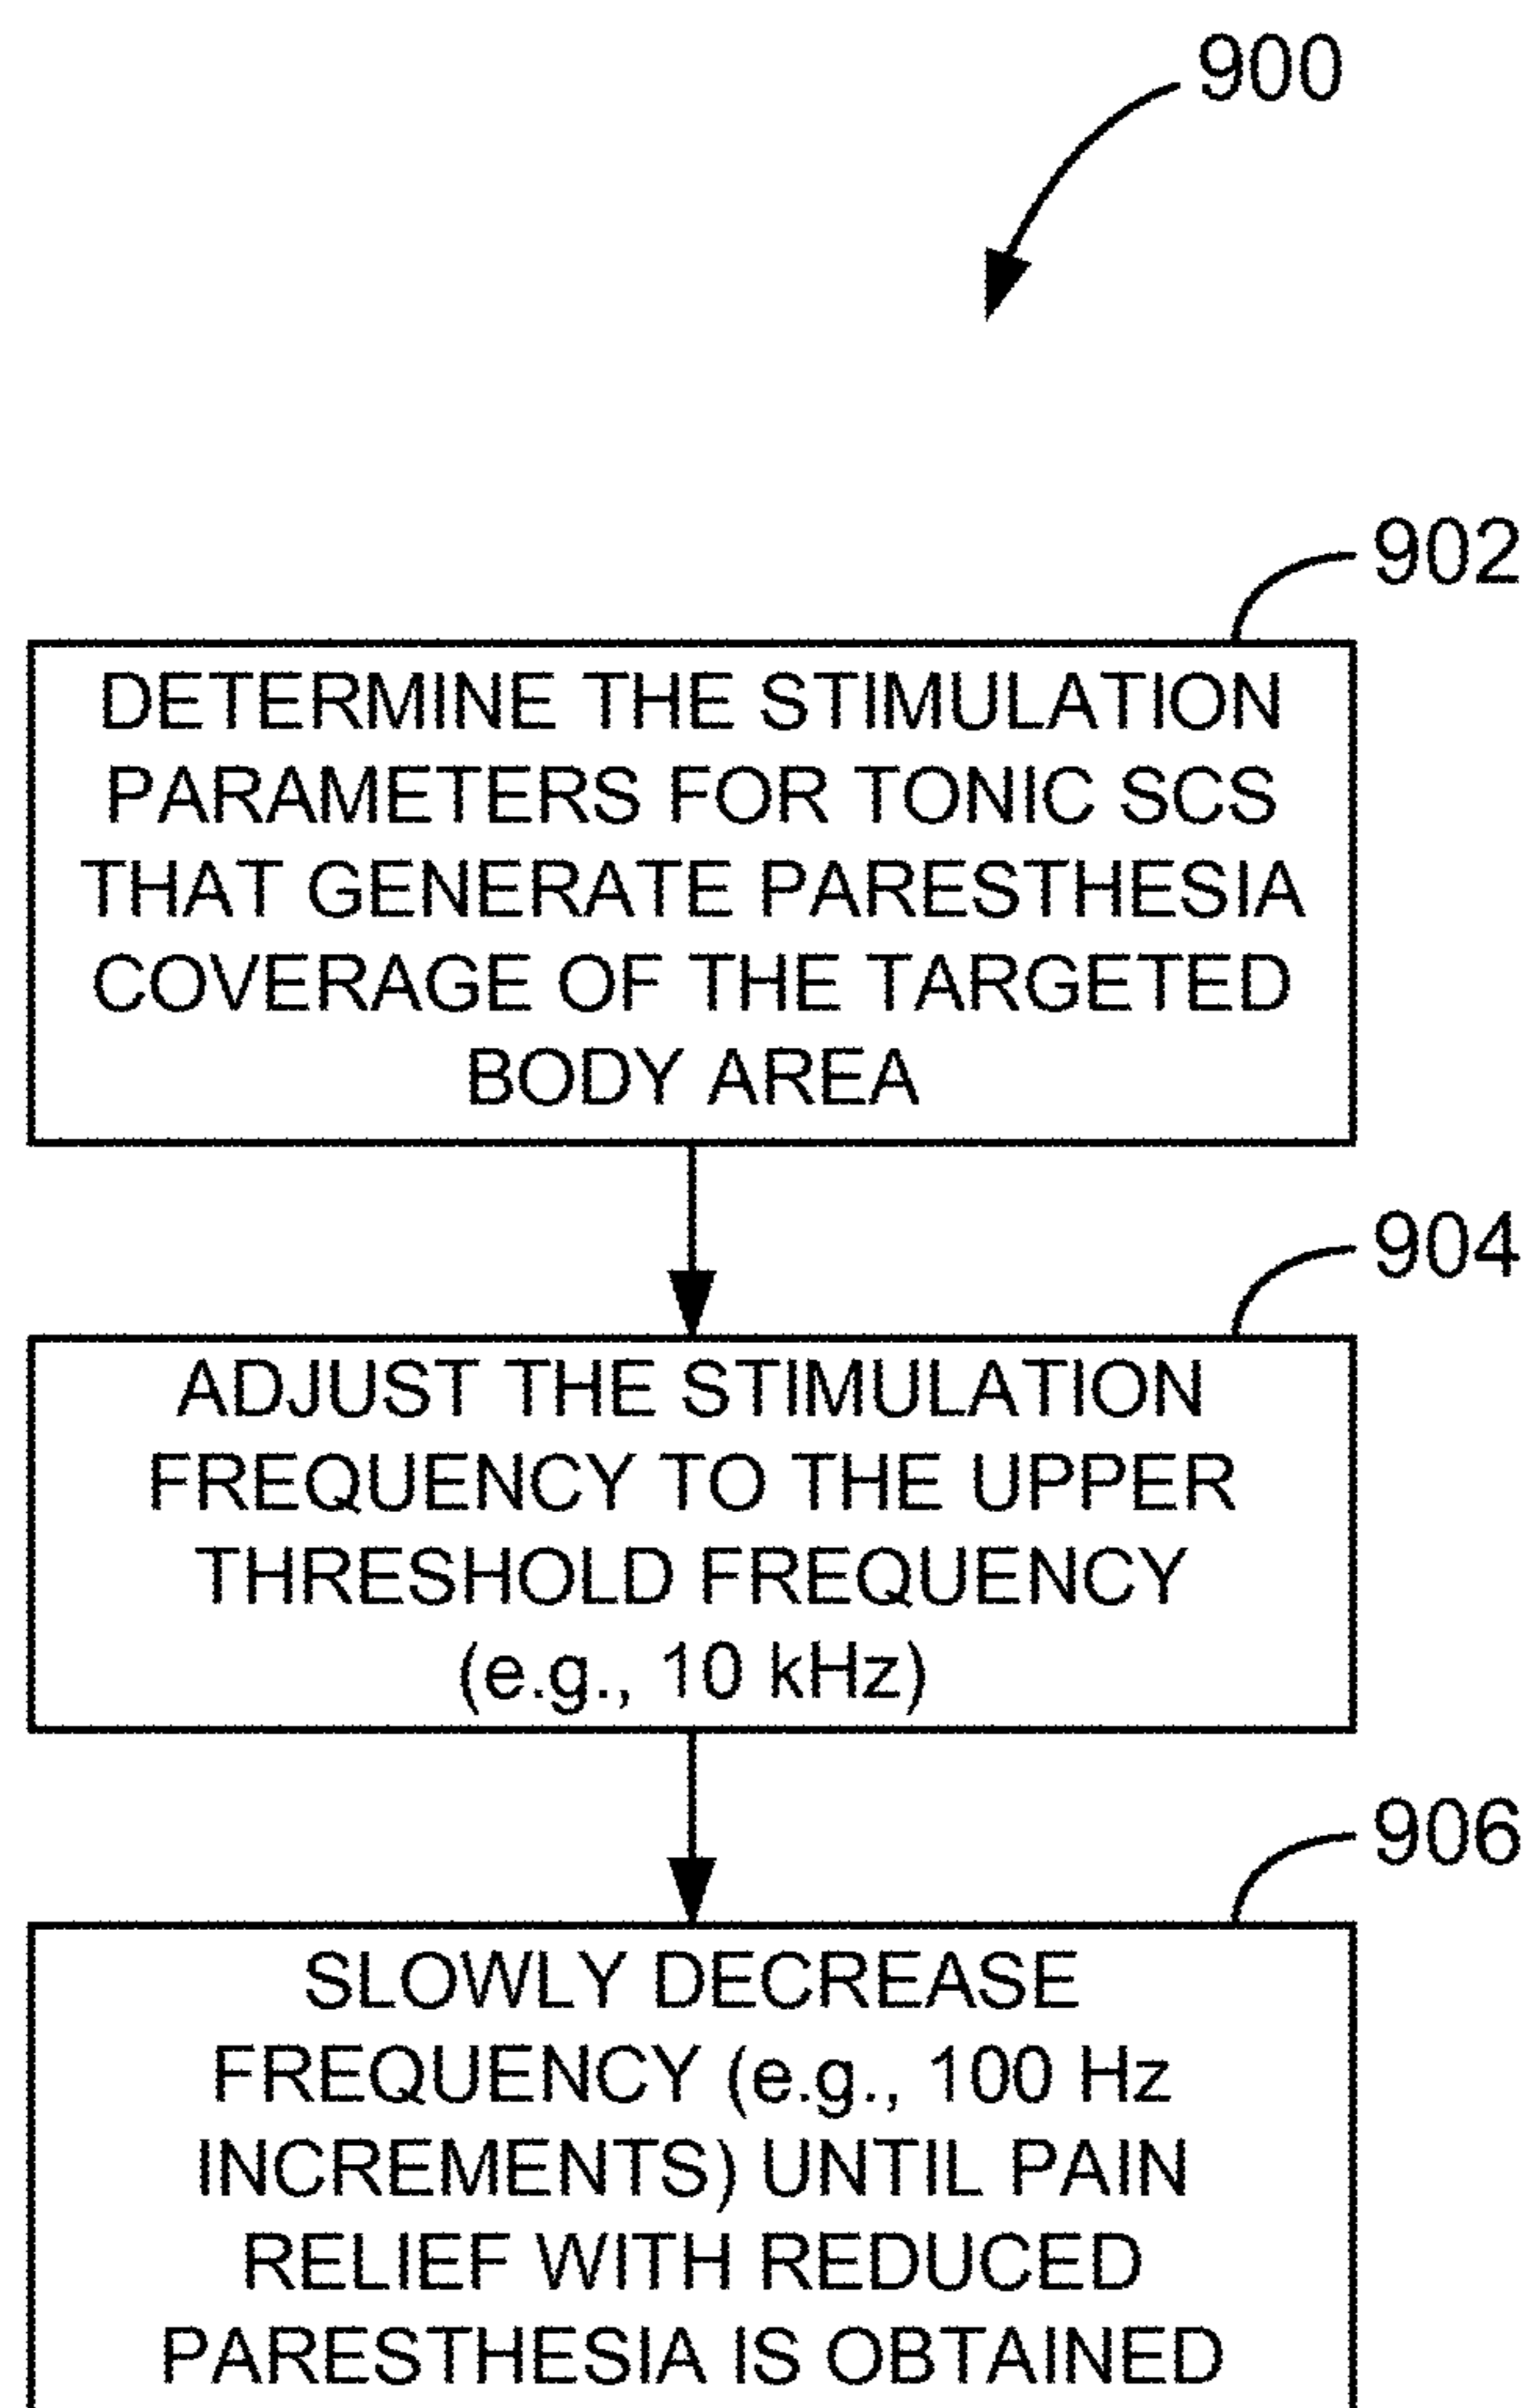 900
902
DETERMINE THE STIMULATION
PARAMETERS FOR TONIC SCS
THAT GENERATE PARESTHESIA
COVERAGE OF THE TARGETED
BODY AREA
904
ADJUST THE STIMULATION
FREQUENCY TO THE UPPER
THRESHOLD FREQUENCY
(e.g., 10 kHz)
906
SLOWLY DECREASE
FREQUENCY (e.g., 100 Hz
INCREMENTS) UNTIL PAIN
RELIEF WITH REDUCED
PARESTHESIA IS OBTAINED